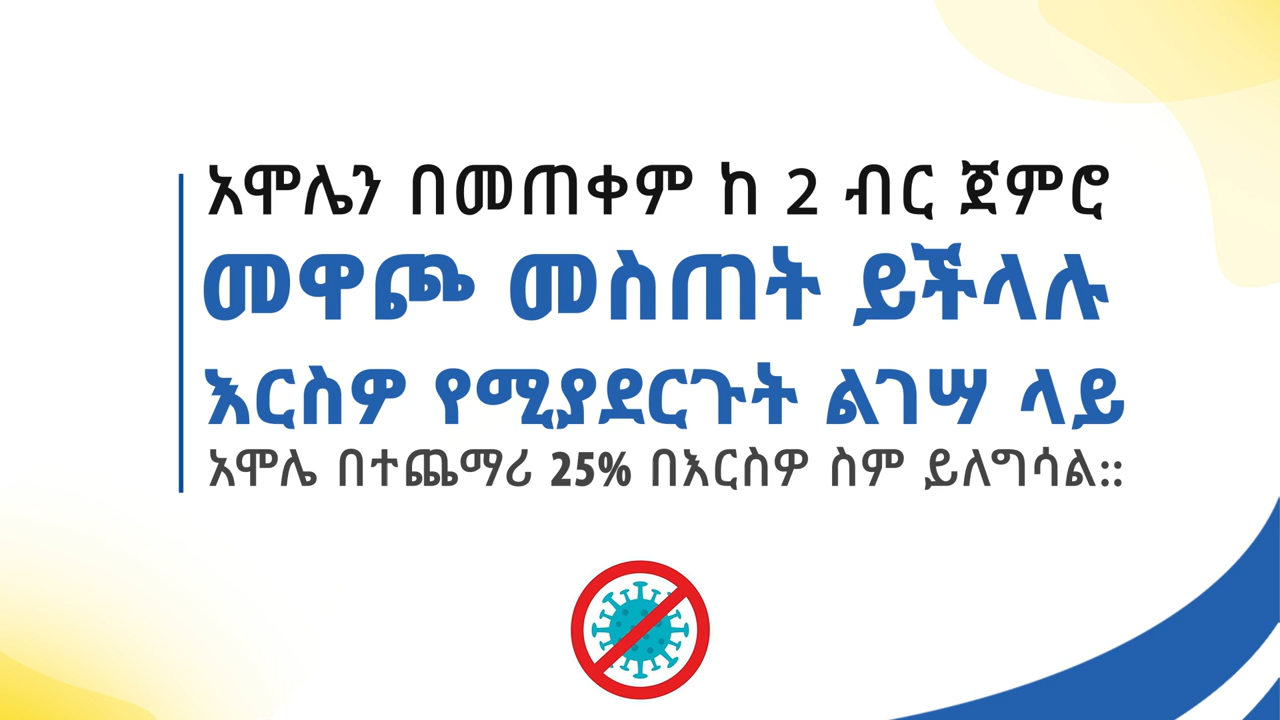 አሞሌን በመጠቀም ከ 2 ብር ጀምሮ
መዋጮ መስጠት ይችላሉ
እርስዎ የሚያደርጉት ልገሣ ላይ
አሞሌ በተጨማሪ 25% በእርስዎ ስም ይለግሳል፡፡